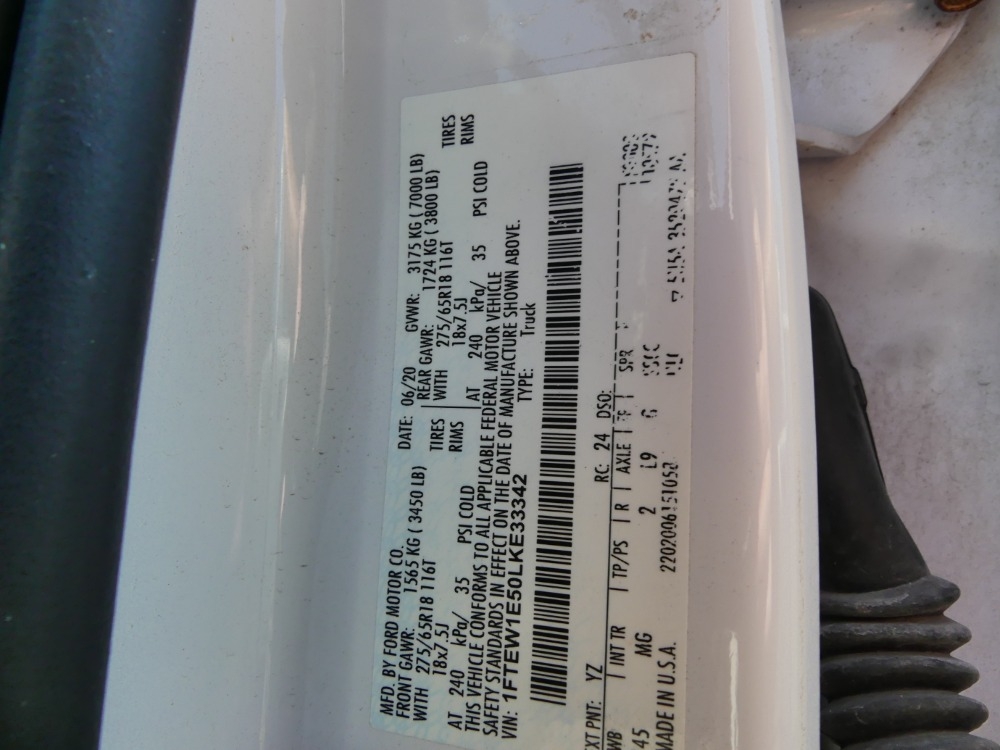 MFD. BY FORD MOTOR CO.
DATE: 06/20 GVWR: 3175 KG ( 7000 LB)
FRONT GAWR: 1565 KG ( 3450 LB)
REAR GAWR: 1724 KG ( 3800 LB)
WITH 275/65R18 116T TIRES
WITH 275/65R18 116T TIRES
18x7.5J RIMS
18x7.5J RIMS
AT 240 kPa/ 35 PSI COLD
AT 240 kPa/ 35 PSI COLD
THIS VEHICLE CONFORMS TO ALL APPLICABLE FEDERAL MOTOR VEHICLE
SAFETY STANDARDS IN EFFECT ON THE DATE OF MANUFACTURE SHOWN ABOVE.
VIN: 1FTEW1E50LKE33342 TYPE: Truck
XT PNT: YZ RC: 24 DSO:
WB INT TR TP/PS R AXLE SPR
45 MG 2 L9
MADE IN U.S.A.